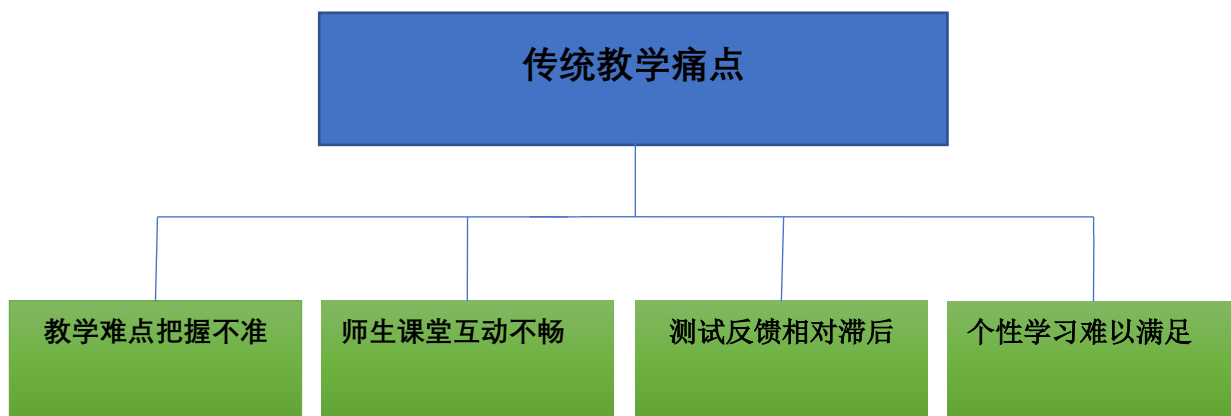 传统教学痛点
教学难点把握不准
师生课堂互动不畅
测试反馈相对滞后
个性学习难以满足